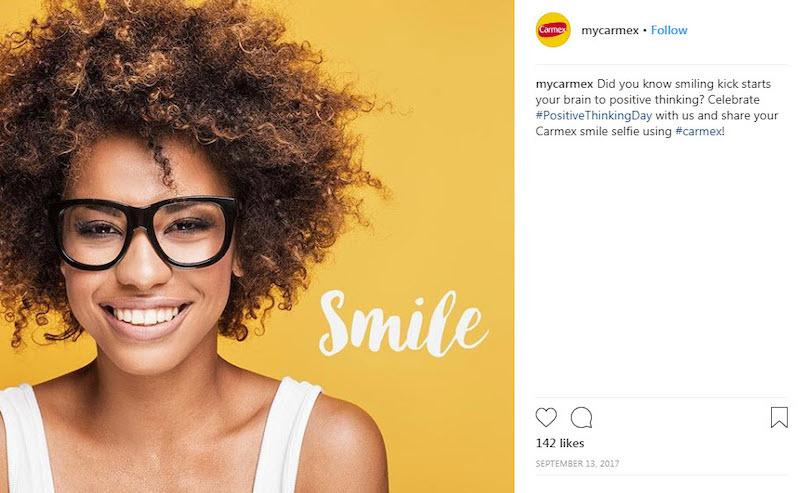 Smile
Carmex
mycarmex • Follow
mycarmex Did you know smiling kick starts
your brain to positive thinking? Celebrate
#PositiveThinkingDay with us and share your
Carmex smile selfie using #carmex!
142 likes
SEPTEMBER 13, 2017